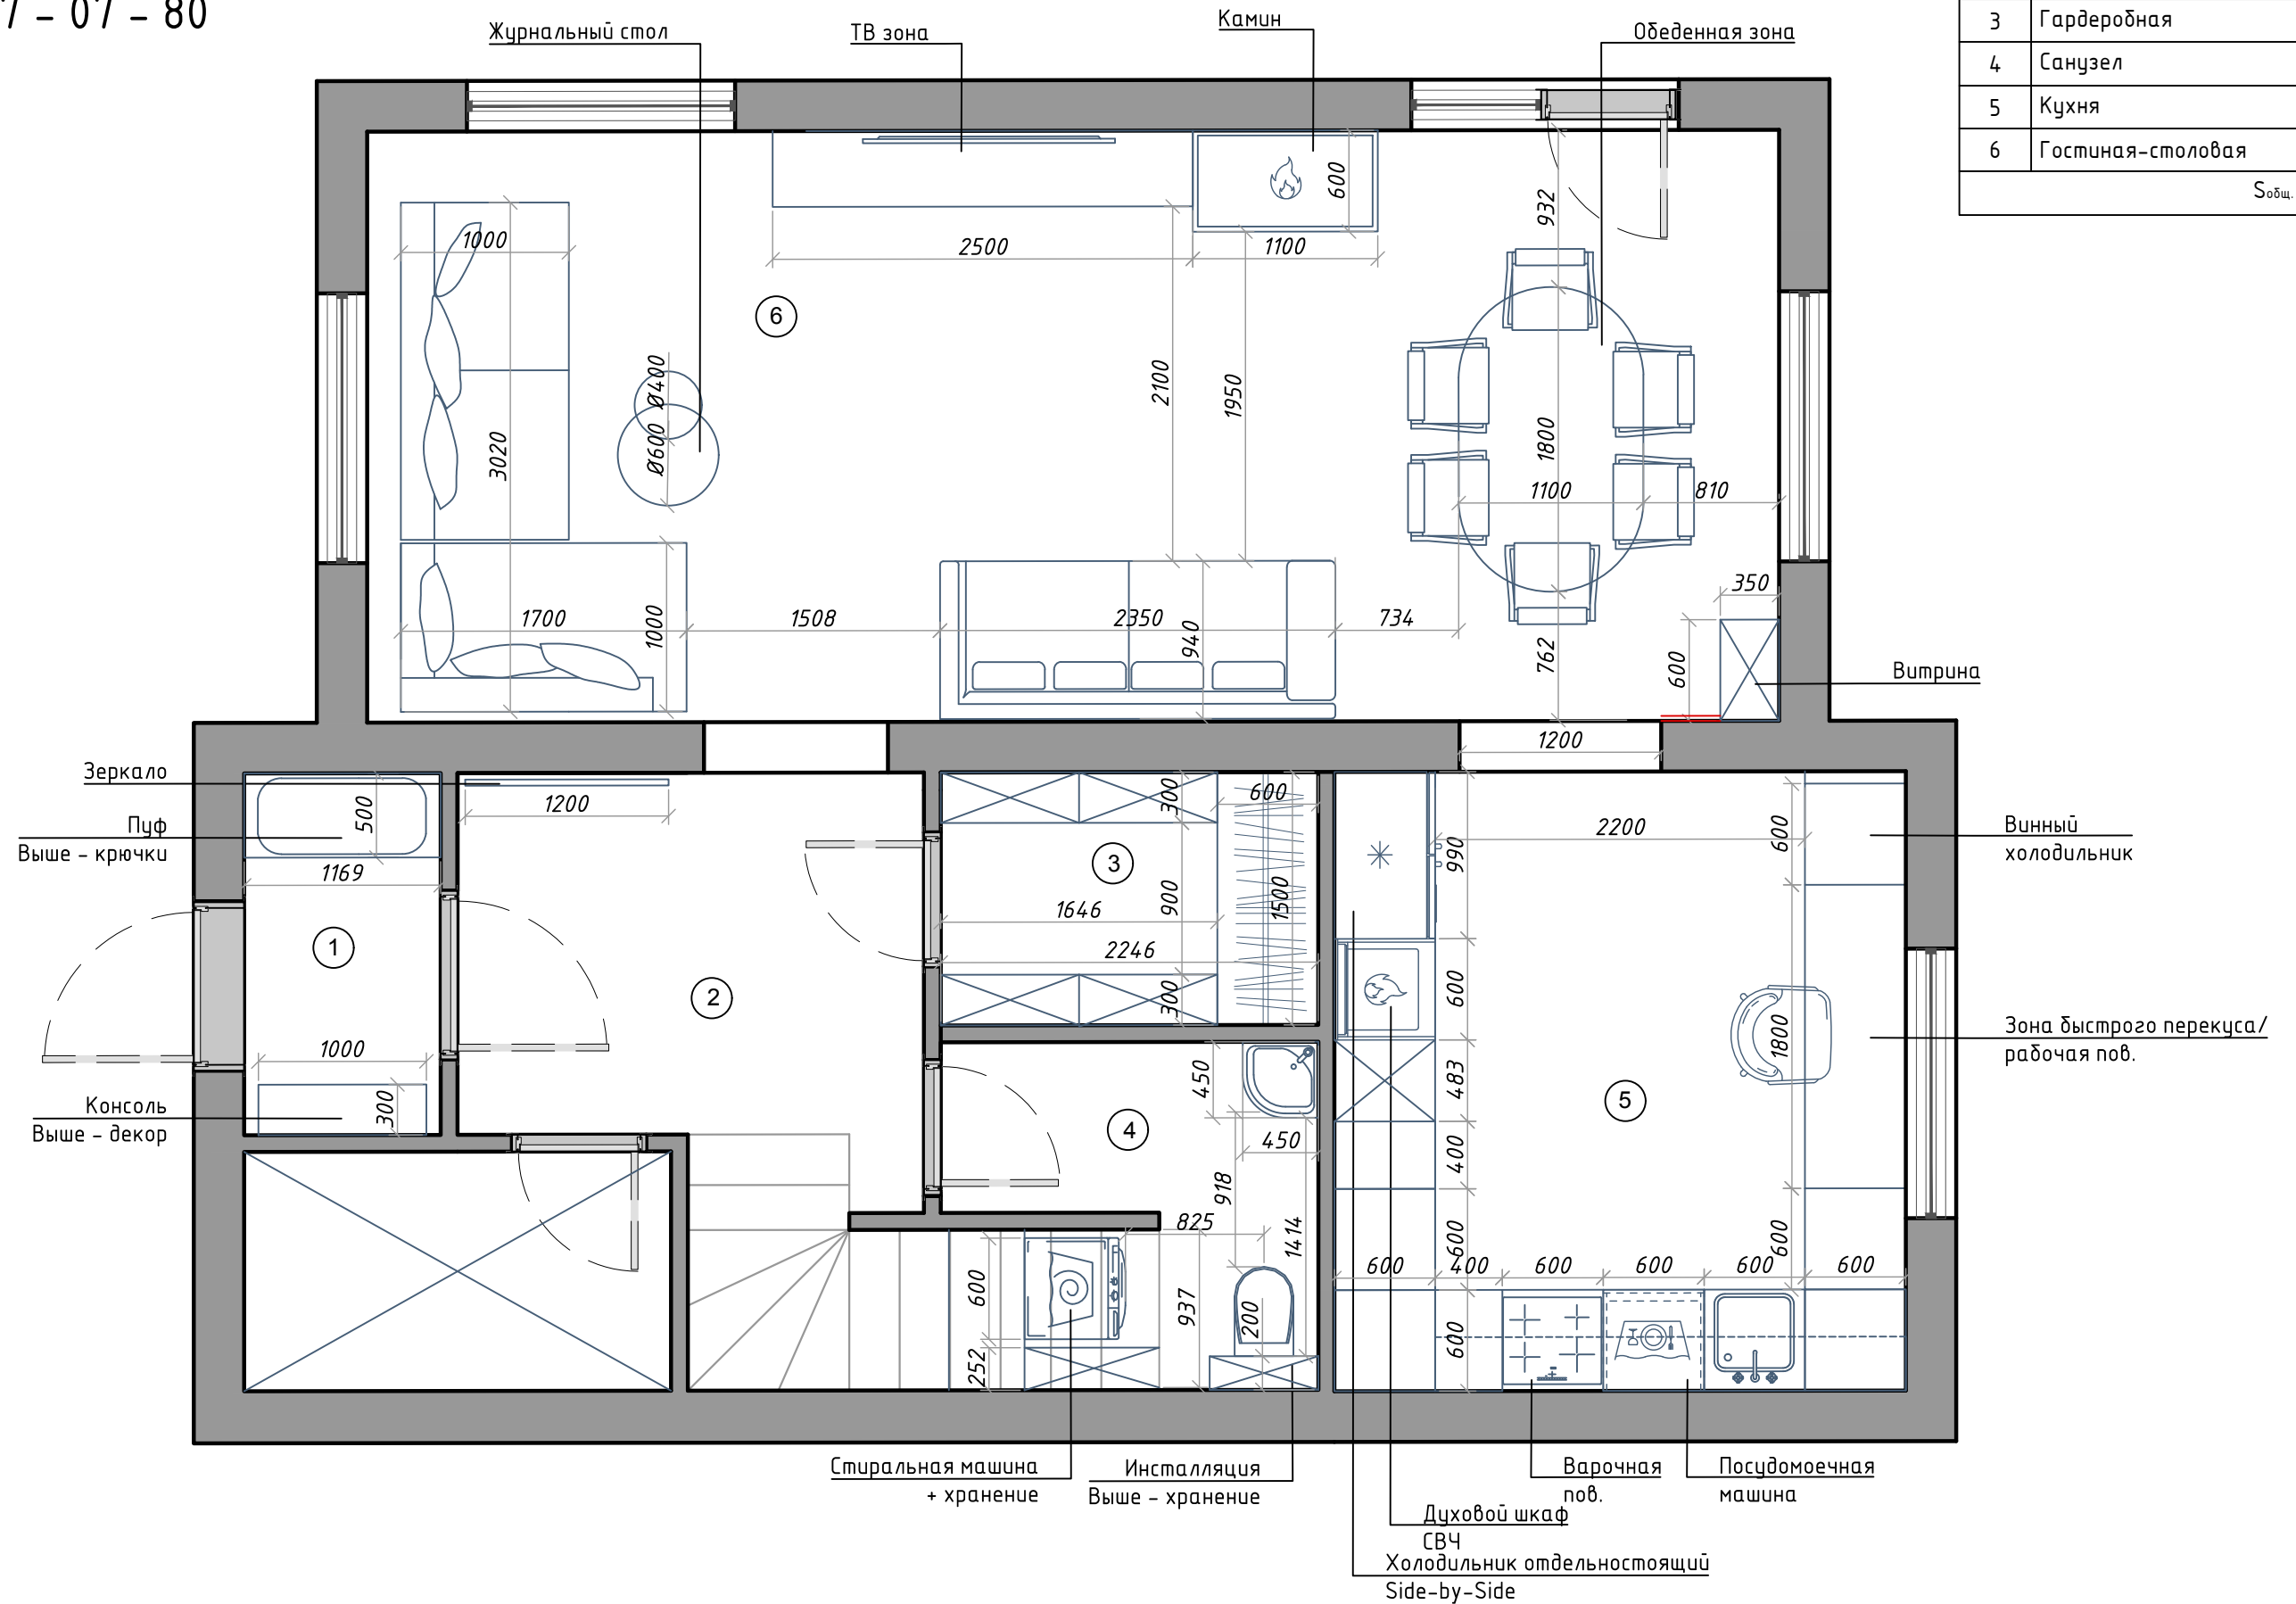 7 - 07 - 80
3 Гардеробная
4 Санузел
5 Кухня
6 Гостиная-столовая
Sобщ.
Журнальный стол
ТВ зона
Камин
Обеденная зона
600
932
1000
2500
1100
6
Ø400
2100
1950
3020
Ø600
1800
1100
810
350
1700
1000
1508
2350
940
734
762
600
Витрина
1200
Зеркало
1200
500
Пуф
Выше - крючки
1169
300
600
2200
600
Винный
холодильник
990
3
900
1500
1646
2246
1
2
300
600
Зона быстрого перекуса/
рабочая пов.
1800
1000
300
Консоль
Выше - декор
450
483
5
4
450
400
918
825
1414
600
600
600
400
600
600
600
600
600
937
200
252
600
Стиральная машина
+ хранение
Инсталляция
Выше - хранение
Варочная
пов.
Посудомоечная
машина
Духовой шкаф
СВЧ
Холодильник отдельностоящий
Side-by-Side